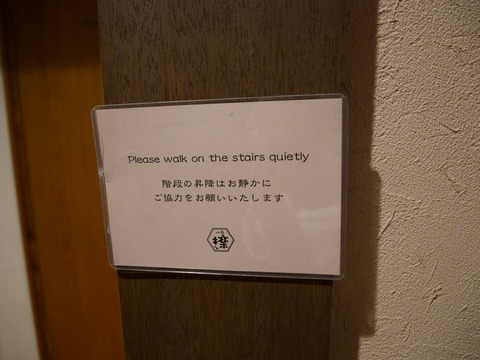 Please walk on the stairs quietly
階段の昇降はお静かに
ご協力をお願いいたします